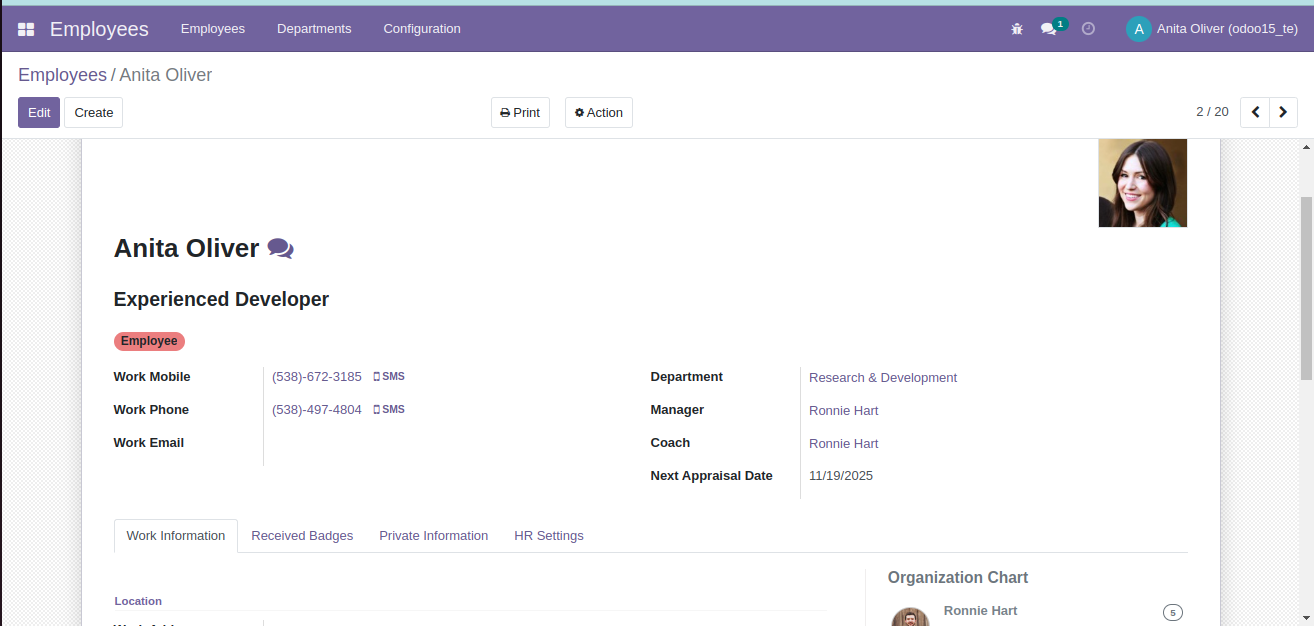 Employees Employees Departments Configuration 1 A Anita Oliver (odoo15_te)
Employees / Anita Oliver
Edit Create Print Action 2 / 20
Anita Oliver
Experienced Developer
Employee
Work Mobile (538)-672-3185 SMS Department Research & Development
Work Phone (538)-497-4804 SMS Manager Ronnie Hart
Work Email Coach Ronnie Hart
Next Appraisal Date 11/19/2025
Work Information Received Badges Private Information HR Settings
Organization Chart
Location
Ronnie Hart 5